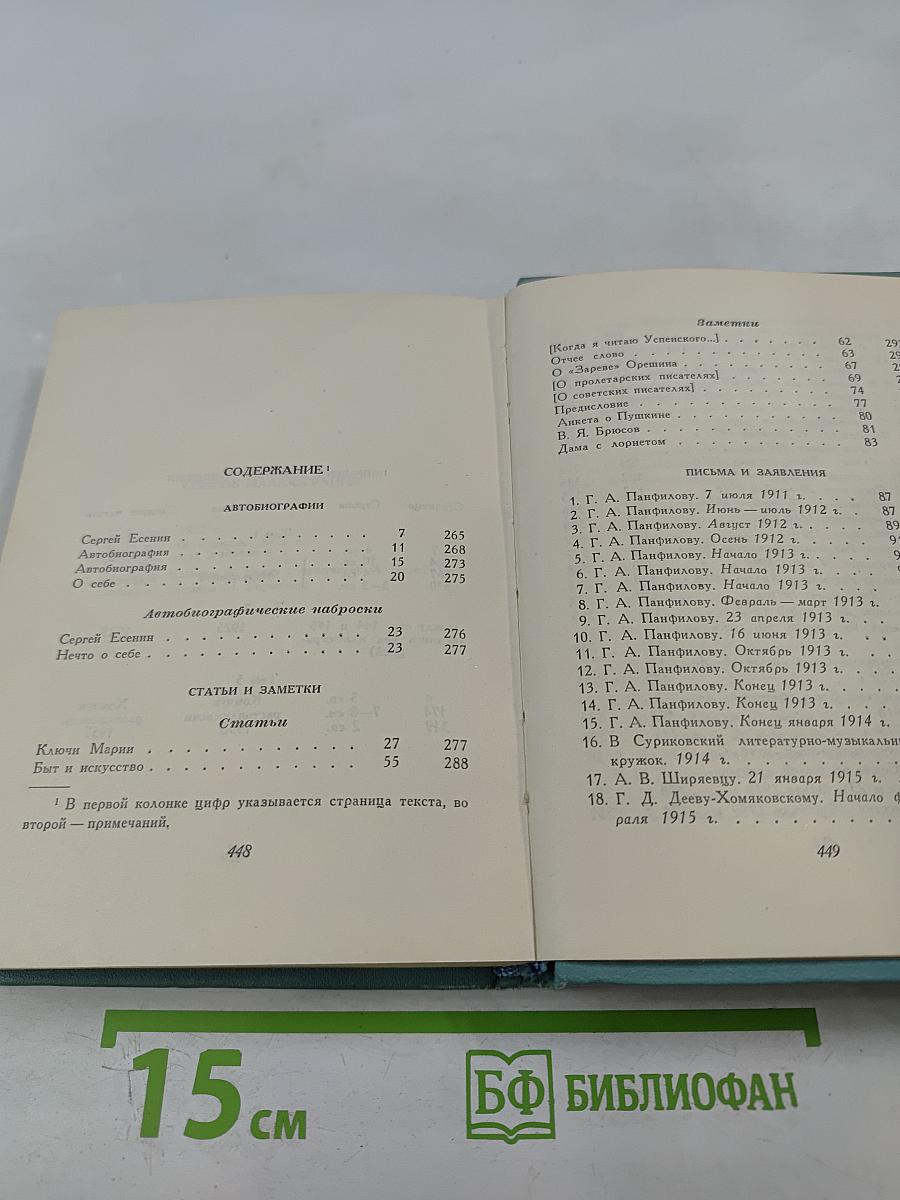 СОДЕРЖАНИЕ ¹
АВТОБИОГРАФИИ
Сергей Есенин . . . . . . . . . . . . 7 265
Автобиография . . . . . . . . . . . . 11 268
Автобиография . . . . . . . . . . . . 15 273
О себе . . . . . . . . . . . . . . . 20 275
Автобиографические наброски
Сергей Есенин . . . . . . . . . . . . 23 276
Нечто о себе . . . . . . . . . . . . . 23 277
СТАТЬИ И ЗАМЕТКИ
Статьи
Ключи Марии . . . . . . . . . . . . 27 277
Быт и искусство . . . . . . . . . . . . 55 288
¹ В первой колонке цифр указывается страница текста, во
второй — примечаний.
448
Заметки
[Когда я читаю Успенского...] . . . . . . . 62
Отчее слово . . . . . . . . . . . . 63
О «Зареве» Орешина . . . . . . . . . . 67
[О пролетарских писателях] . . . . . . . 69
[О советских писателях] . . . . . . . . . 74
Предисловие . . . . . . . . . . . . 77
Анкета о Пушкине . . . . . . . . . . 80
В. Я. Брюсов . . . . . . . . . . . . 81
Дама с лорнетом . . . . . . . . . . 83
ПИСЬМА И ЗАЯВЛЕНИЯ
1. Г. А. Панфилову. 7 июля 1911 г. . . . . 87
2. Г. А. Панфилову. Июнь — июль 1912 г. . 87
3. Г. А. Панфилову. Август 1912 г. . . . . 89
4. Г. А. Панфилову. Осень 1912 г. . . . .
5. Г. А. Панфилову. Начало 1913 г. . . . .
6. Г. А. Панфилову. Начало 1913 г. . . .
7. Г. А. Панфилову. Начало 1913 г. . . .
8. Г. А. Панфилову. Февраль — март 1913 г.
9. Г. А. Панфилову. 23 апреля 1913 г. . . .
10. Г. А. Панфилову. 16 июня 1913 г. . . .
11. Г. А. Панфилову. Октябрь 1913 г. . . .
12. Г. А. Панфилову. Октябрь 1913 г. . . .
13. Г. А. Панфилову. Конец 1913 г. . . . .
14. Г. А. Панфилову. Конец 1913 г. . . . .
15. Г. А. Панфилову. Конец января 1914 г.
16. В Суриковский литературно-музыкальн
кружок. 1914 г. . . . . . . . . . .
17. А. В. Ширяевцу. 21 января 1915 г. .
18. Г. Д. Дееву-Хомяковскому. Начало ф
раля 1915 г. . . . . . . . . . . .
449
15 см
БФ БИБЛИОФАН